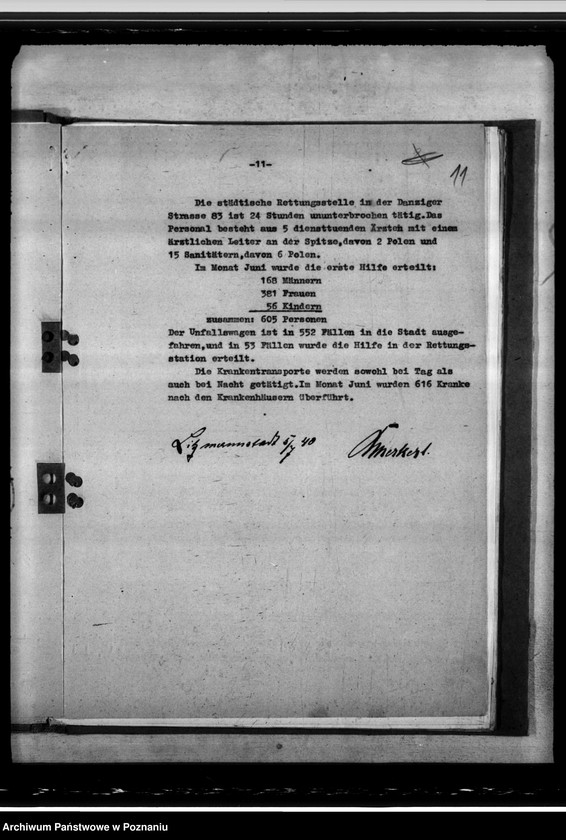 -11-
11
Die städtische Rettungsstelle in der Danziger
Strasse 83 ist 24 Stunden ununterbrochen tätig.Das
Personal besteht aus 5 diensttuenden Ärzten mit einem
ärztlichen Leiter an der Spitze,davon 2 Polen und
15 Sanitätern,davon 6 Polen.
Im Monat Juni wurde die erste Hilfe erteilt:
168 Männern
381 Frauen
56 Kindern
zusammen: 605 Personen
Der Unfallswagen ist in 552 Fällen in die Stadt ausge-
fahren,und in 53 Fällen wurde die Hilfe in der Rettungs-
station erteilt.
Die Krankentransporte werden sowohl bei Tag als
auch bei Nacht getätigt.Im Monat Juni wurden 616 Kranke
nach den Krankenhäusern überführt.
Litzmannstadt 5/7 40
Archiwum Państwowe w Poznaniu